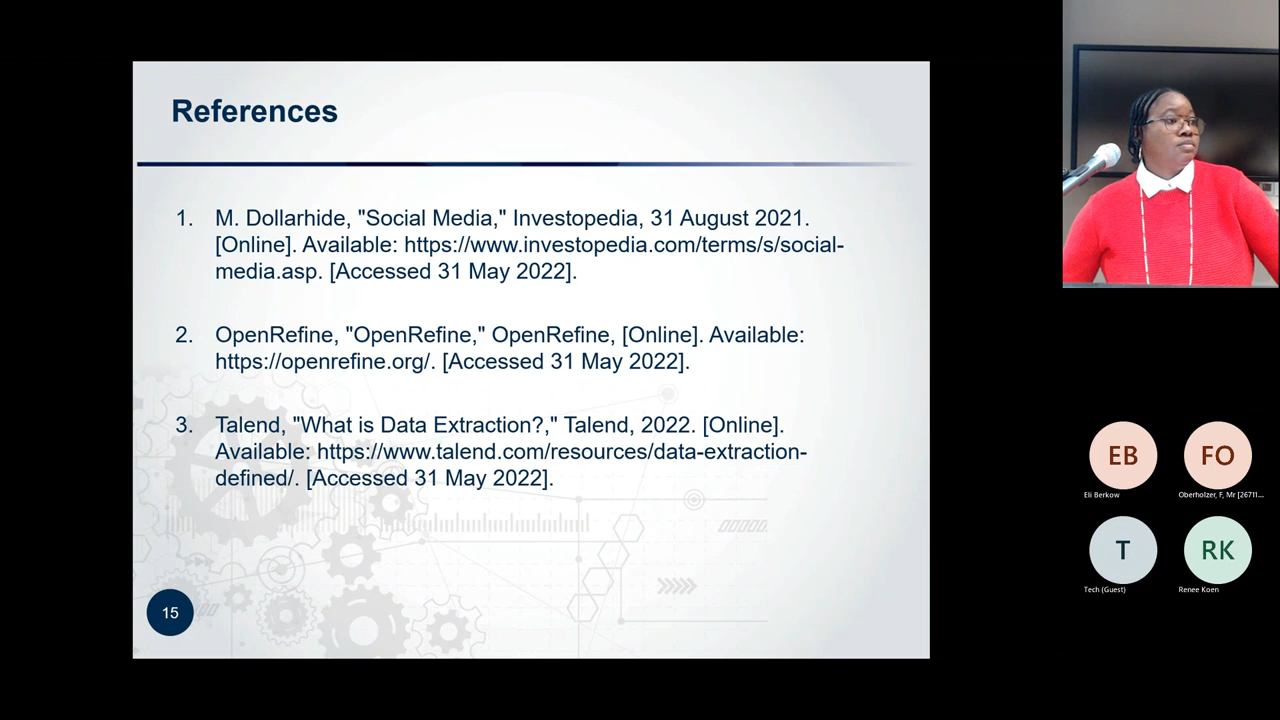 References
1. M. Dollarhide, "Social Media," Investopedia, 31 August 2021.
[Online]. Available: https://www.investopedia.com/terms/s/social-
media.asp. [Accessed 31 May 2022].
2. OpenRefine, "OpenRefine," OpenRefine, [Online]. Available:
https://openrefine.org/. [Accessed 31 May 2022].
3. Talend, "What is Data Extraction?," Talend, 2022. [Online].
Available: https://www.talend.com/resources/data-extraction-
defined/. [Accessed 31 May 2022].
15
EB
FO
Eli Berkow
Oberholzer, F, Mr [26711...
T
RK
Tech (Guest)
Renee Koen